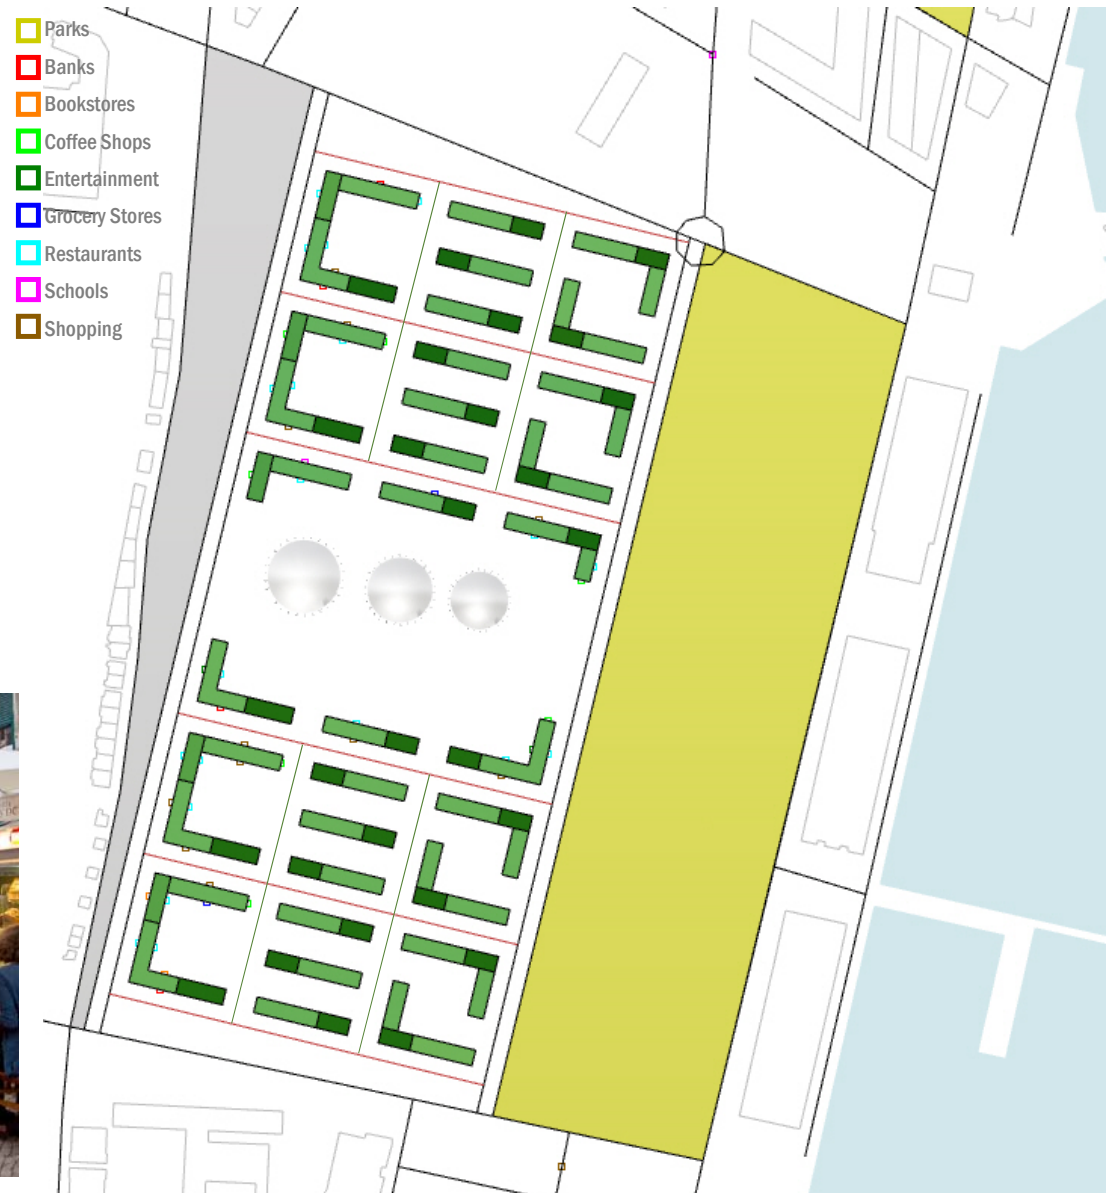 Parks
Banks
Bookstores
Coffee Shops
Entertainment
Grocery Stores
Restaurants
Schools
Shopping